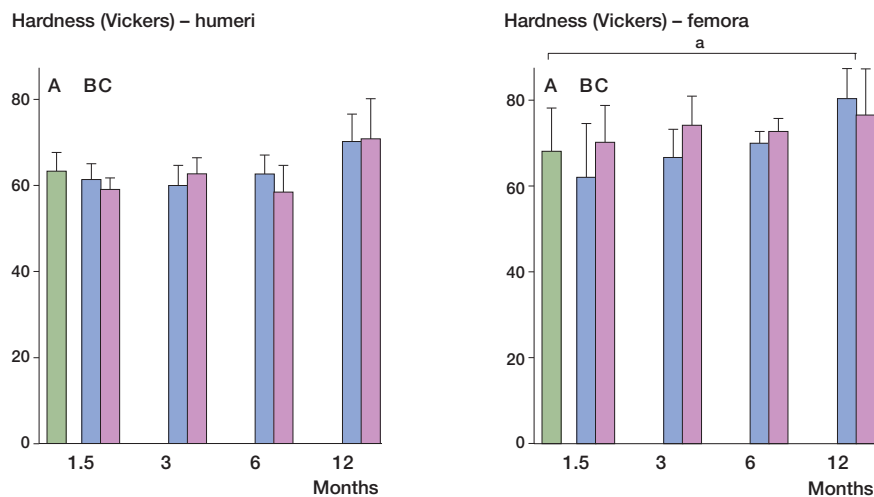 Hardness (Vickers) – humeri
80
60
40
20
0
A
BC
1.5 3 6 12
Months
Hardness (Vickers) – femora
a
80
60
40
20
0
A
BC
1.5 3 6 12
Months